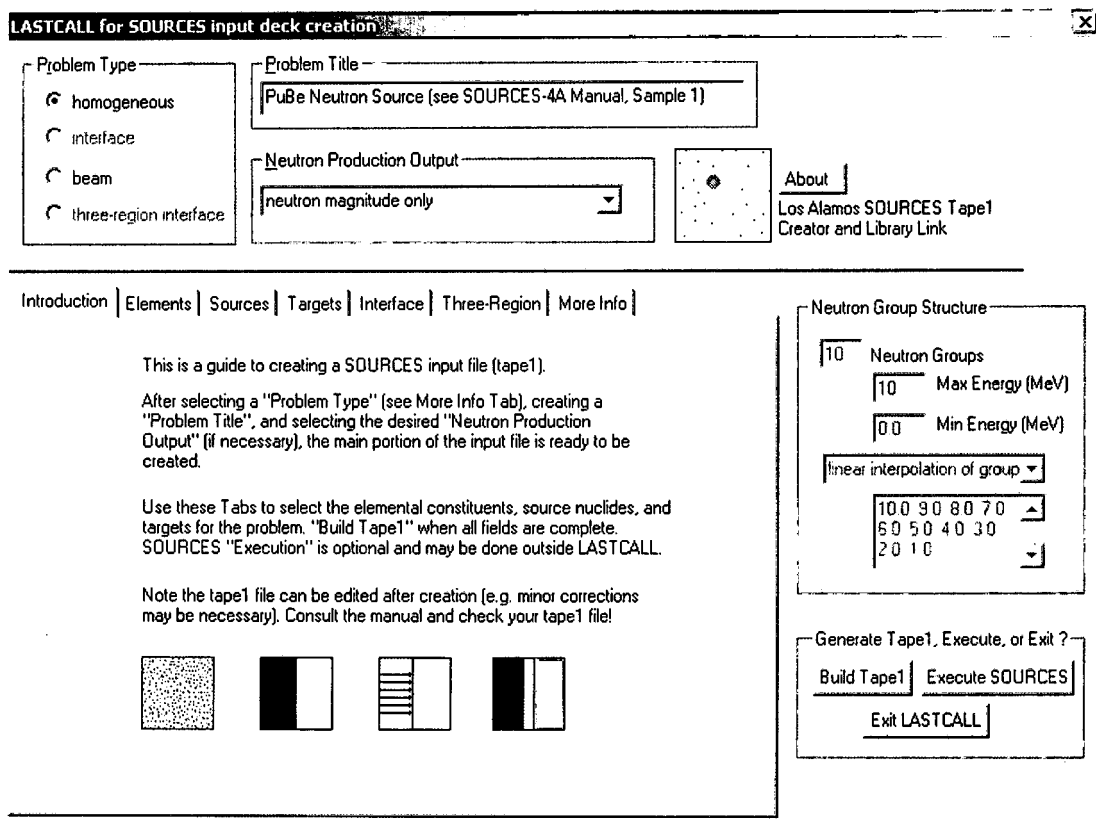 LASTCALL for SOURCES input deck creation
Problem Type
homogeneous
interface
beam
three-region interface
Problem Title
PuBe Neutron Source (see SOURCES-4A Manual, Sample 1)
Neutron Production Output
neutron magnitude only
About
Los Alamos SOURCES Tape1
Creator and Library Link
Introduction Elements Sources Targets Interface Three-Region More Info
This is a guide to creating a SOURCES input file (tape1).
After selecting a "Problem Type" (see More Info Tab), creating a
"Problem Title", and selecting the desired "Neutron Production
Output" (if necessary), the main portion of the input file is ready to be
created.
Use these Tabs to select the elemental constituents, source nuclides, and
targets for the problem. "Build Tape1" when all fields are complete.
SOURCES "Execution" is optional and may be done outside LASTCALL.
Note the tape1 file can be edited after creation (e.g. minor corrections
may be necessary). Consult the manual and check your tape1 file!
Neutron Group Structure
10 Neutron Groups
10 Max Energy (MeV)
0.0 Min Energy (MeV)
linear interpolation of group
10.0 9.0 8.0 7.0
6.0 5.0 4.0 3.0
2.0 1.0
Generate Tape1, Execute, or Exit ?
Build Tape1 Execute SOURCES
Exit LASTCALL